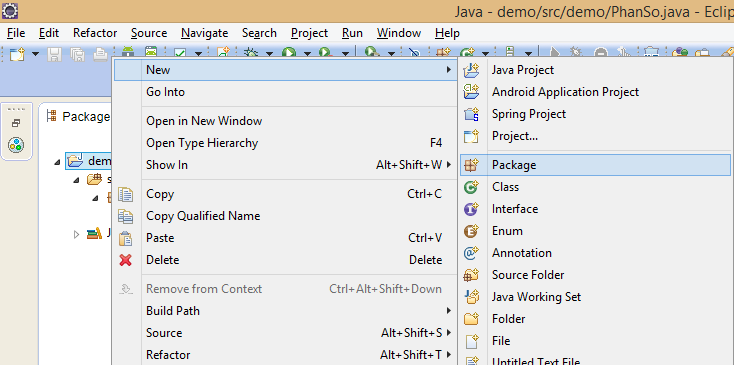 Java - demo/src/demo/PhanSo.java - Eclip
File Edit Refactor Source Navigate Search Project Run Window Help
Package
dem
s
J
New
Go Into
Open in New Window
Open Type Hierarchy F4
Show In Alt+Shift+W
Copy Ctrl+C
Copy Qualified Name
Paste Ctrl+V
Delete Delete
Remove from Context Ctrl+Alt+Shift+Down
Build Path
Source Alt+Shift+S
Refactor Alt+Shift+T
Java Project
Android Application Project
Spring Project
Project...
Package
Class
Interface
Enum
Annotation
Source Folder
Java Working Set
Folder
File
Untitled Text File